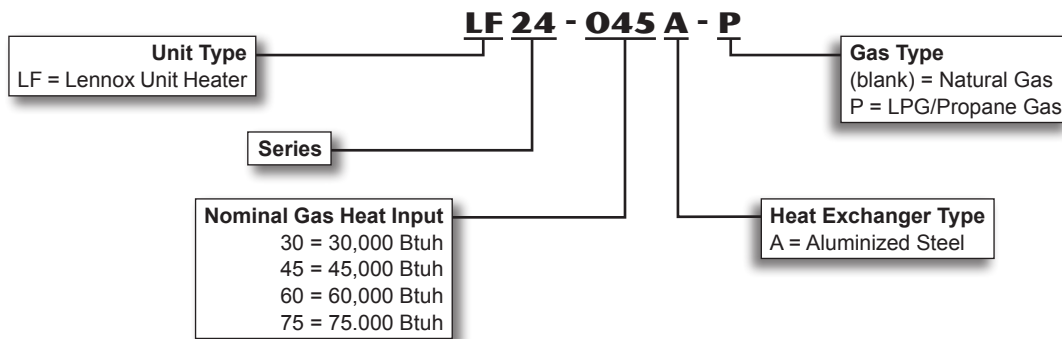 LF 24 - 045 A - P
Unit Type
LF = Lennox Unit Heater
Gas Type
(blank) = Natural Gas
P = LPG/Propane Gas
Series
Nominal Gas Heat Input
30 = 30,000 Btuh
45 = 45,000 Btuh
60 = 60,000 Btuh
75 = 75.000 Btuh
Heat Exchanger Type
A = Aluminized Steel